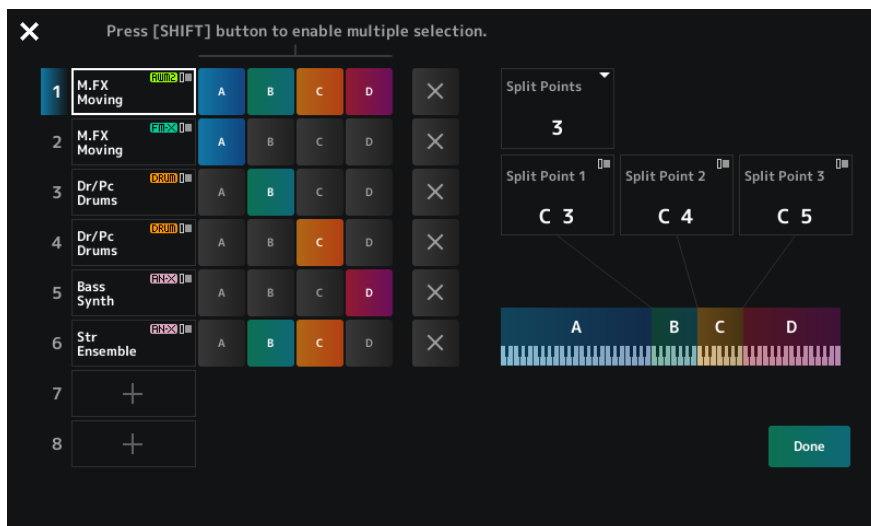 Press [SHIFT] button to enable multiple selection.
1 M.FX Moving AWM2 A B C D
2 M.FX Moving FM-X A B C D
3 Dr/Pc Drums DRUM A B C D
4 Dr/Pc Drums DRUM A B C D
5 Bass Synth AN-X A B C D
6 Str Ensemble AN-X A B C D
7
8
Split Points
3
Split Point 1 Split Point 2 Split Point 3
C 3 C 4 C 5
A B C D
Done